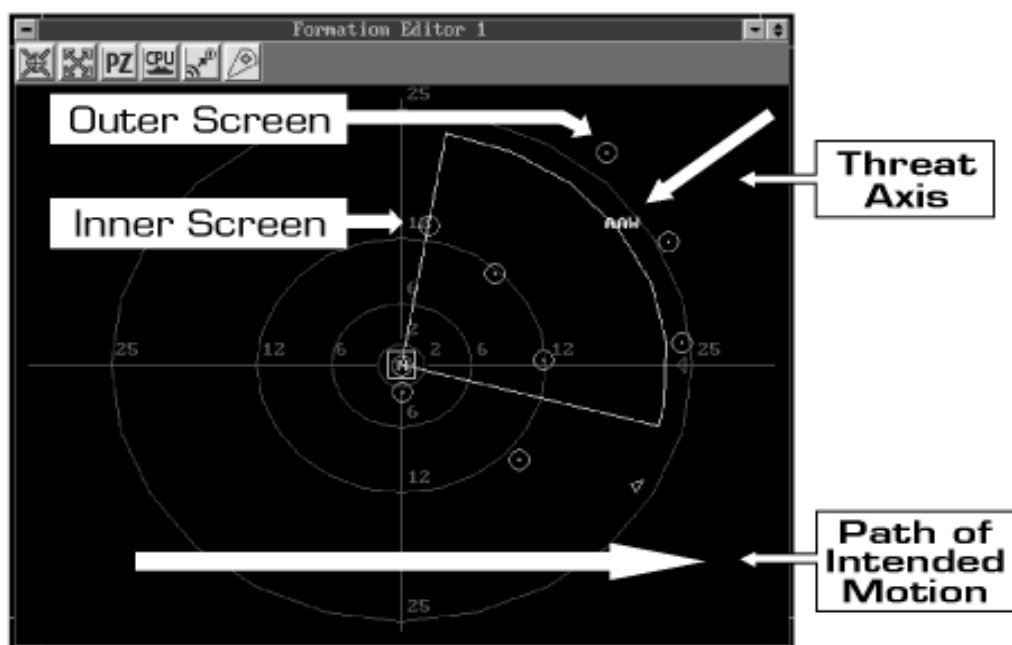 Formation Editor 1
PZ CPU
25
Outer Screen
Threat
Axis
Inner Screen
AAW
6
2
25 12 6 2 6 12 25
6
12
25
Path of
Intended
Motion